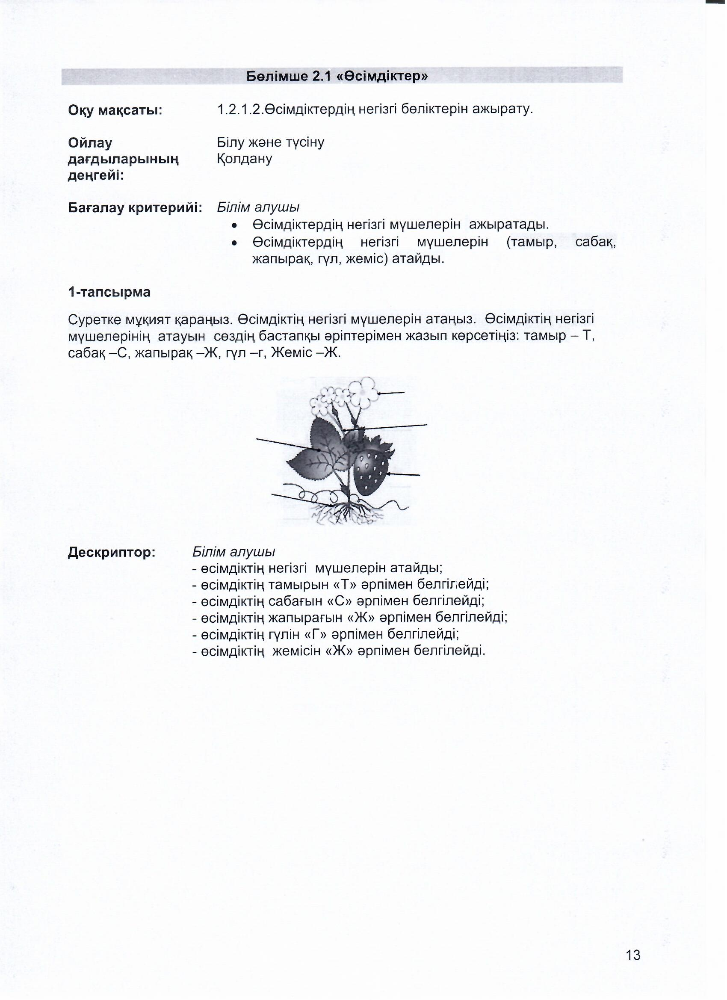 Бөлімше 2.1 «Өсімдіктер»
Оқу мақсаты: 1.2.1.2.Өсімдіктердің негізгі бөліктерін ажырату.
Ойлау Білу және түсіну
дағдыларының Қолдану
деңгейі:
Бағалау критерийі: Білім алушы
• Өсімдіктердің негізгі мүшелерін ажыратады.
• Өсімдіктердің негізгі мүшелерін (тамыр, сабақ,
жапырақ, гүл, жеміс) атайды.
1-тапсырма
Суретке мұқият қараңыз. Өсімдіктің негізгі мүшелерін атаңыз. Өсімдіктің негізгі
мүшелерінің атауын сөздің бастапқы әріптерімен жазып көрсетіңіз: тамыр – Т,
сабақ –С, жапырақ –Ж, гүл –г, Жеміс –Ж.
Дескриптор: Білім алушы
- өсімдіктің негізгі мүшелерін атайды;
- өсімдіктің тамырын «Т» әрпімен белгілейді;
- өсімдіктің сабағын «С» әрпімен белгілейді;
- өсімдіктің жапырағын «Ж» әрпімен белгілейді;
- өсімдіктің гүлін «Г» әрпімен белгілейді;
- өсімдіктің жемісін «Ж» әрпімен белгілейді.
13